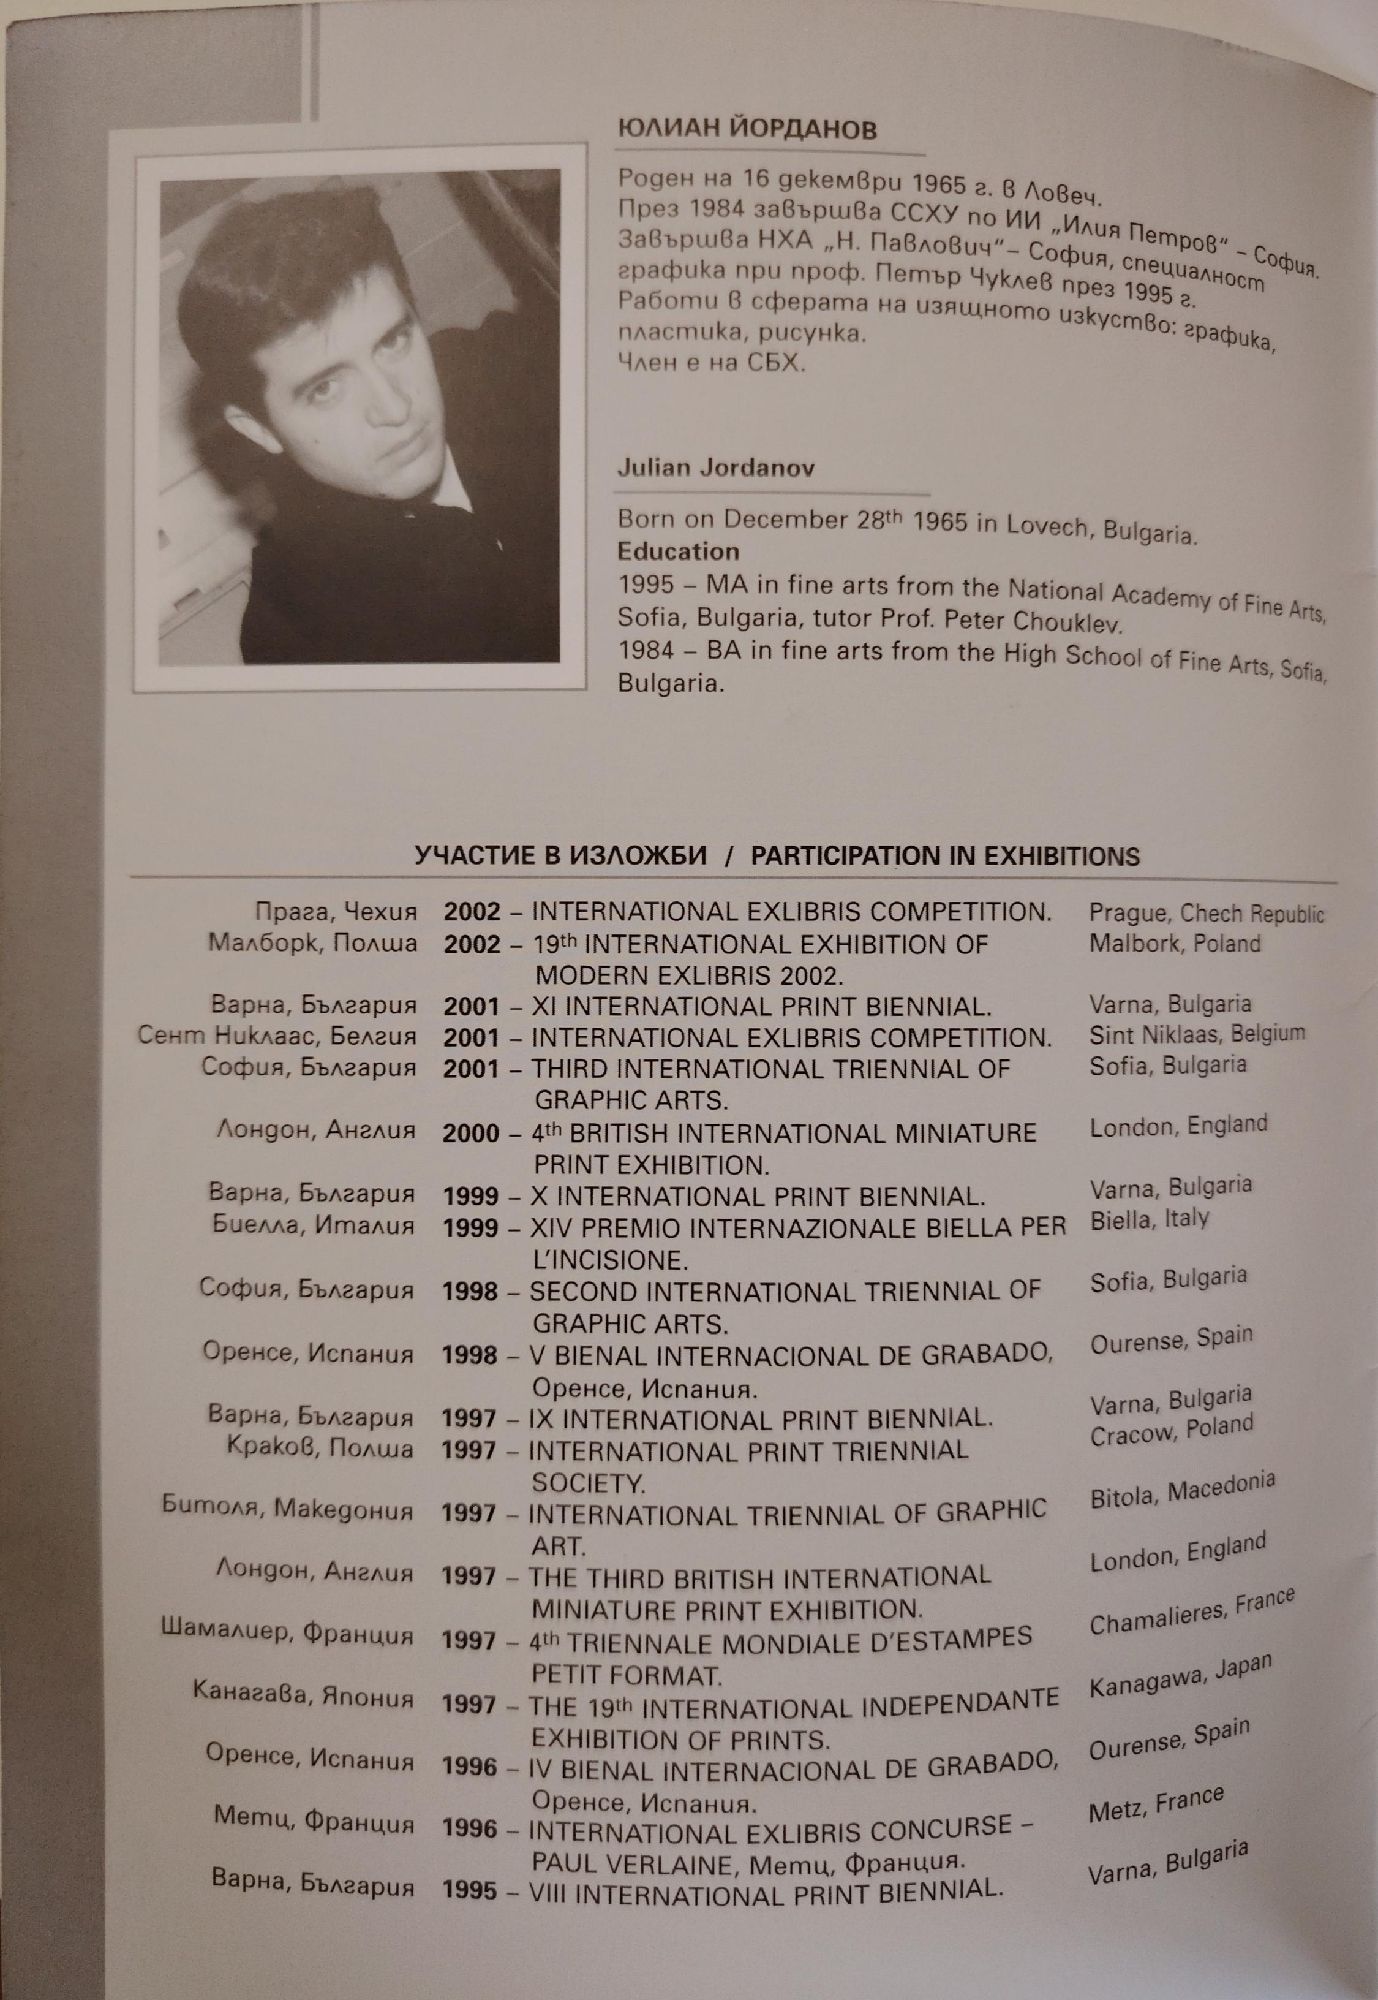 ЮЛИАН ЙОРДАНОВ
Роден на 16 декември 1965 г. в Ловеч.
През 1984 завършва ССХУ по ИИ „Илия Петров“ – София.
Завършва НХА „Н. Павлович“– София, специалност
графика при проф. Петър Чуклев през 1995 г.
Работи в сферата на изящното изкуство: графика,
пластика, рисунка.
Член е на СБХ.
Julian Jordanov
Born on December 28th 1965 in Lovech, Bulgaria.
Education
1995 – MA in fine arts from the National Academy of Fine Arts,
Sofia, Bulgaria, tutor Prof. Peter Chouklev.
1984 – BA in fine arts from the High School of Fine Arts, Sofia,
Bulgaria.
УЧАСТИЕ В ИЗЛОЖБИ / PARTICIPATION IN EXHIBITIONS
Прага, Чехия 2002 – INTERNATIONAL EXLIBRIS COMPETITION. Prague, Chech Republic
Малборк, Полша 2002 – 19th INTERNATIONAL EXHIBITION OF Malbork, Poland
MODERN EXLIBRIS 2002.
Варна, България 2001 – XI INTERNATIONAL PRINT BIENNIAL. Varna, Bulgaria
Сент Никлаас, Белгия 2001 – INTERNATIONAL EXLIBRIS COMPETITION. Sint Niklaas, Belgium
София, България 2001 – THIRD INTERNATIONAL TRIENNIAL OF Sofia, Bulgaria
GRAPHIC ARTS.
Лондон, Англия 2000 – 4th BRITISH INTERNATIONAL MINIATURE London, England
PRINT EXHIBITION.
Варна, България 1999 – X INTERNATIONAL PRINT BIENNIAL. Varna, Bulgaria
Биелла, Италия 1999 – XIV PREMIO INTERNAZIONALE BIELLA PER Biella, Italy
L'INCISIONE.
София, България 1998 – SECOND INTERNATIONAL TRIENNIAL OF Sofia, Bulgaria
GRAPHIC ARTS.
Оренсе, Испания 1998 – V BIENAL INTERNACIONAL DE GRABADO, Ourense, Spain
Оренсе, Испания.
Варна, България 1997 – IX INTERNATIONAL PRINT BIENNIAL. Varna, Bulgaria
Краков, Полша 1997 – INTERNATIONAL PRINT TRIENNIAL Cracow, Poland
SOCIETY.
Битоля, Македония 1997 – INTERNATIONAL TRIENNIAL OF GRAPHIC Bitola, Macedonia
ART.
Лондон, Англия 1997 – THE THIRD BRITISH INTERNATIONAL London, England
MINIATURE PRINT EXHIBITION.
Шамалиер, Франция 1997 – 4th TRIENNALE MONDIALE D'ESTAMPES Chamalieres, France
PETIT FORMAT.
Канагава, Япония 1997 – THE 19th INTERNATIONAL INDEPENDANTE Kanagawa, Japan
EXHIBITION OF PRINTS.
Оренсе, Испания 1996 – IV BIENAL INTERNACIONAL DE GRABADO, Ourense, Spain
Оренсе, Испания.
Метц, Франция 1996 – INTERNATIONAL EXLIBRIS CONCURSE – Metz, France
PAUL VERLAINE, Метц, Франция.
Варна, България 1995 – VIII INTERNATIONAL PRINT BIENNIAL. Varna, Bulgaria